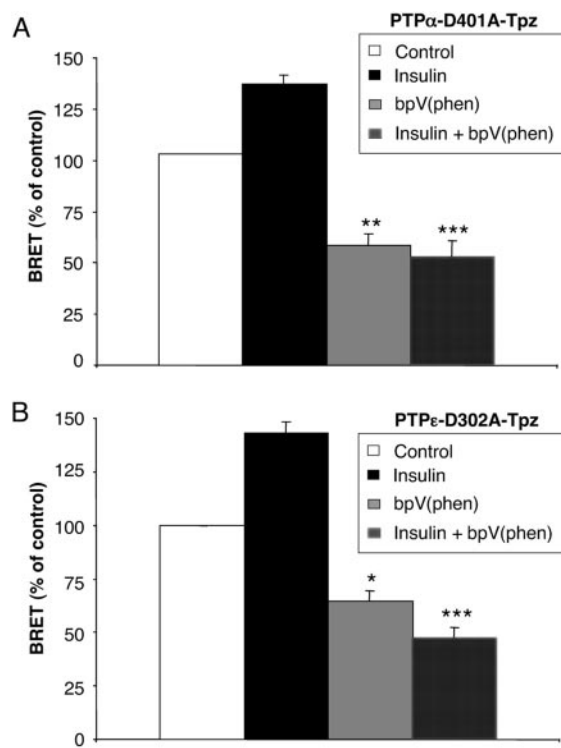 A
PTPα-D401A-Tpz
Control
Insulin
bpV(phen)
Insulin + bpV(phen)
BRET (% of control)
150
125
100
75
50
25
0
**
***
B
PTPε-D302A-Tpz
Control
Insulin
bpV(phen)
Insulin + bpV(phen)
BRET (% of control)
150
125
100
75
50
25
0
*
***